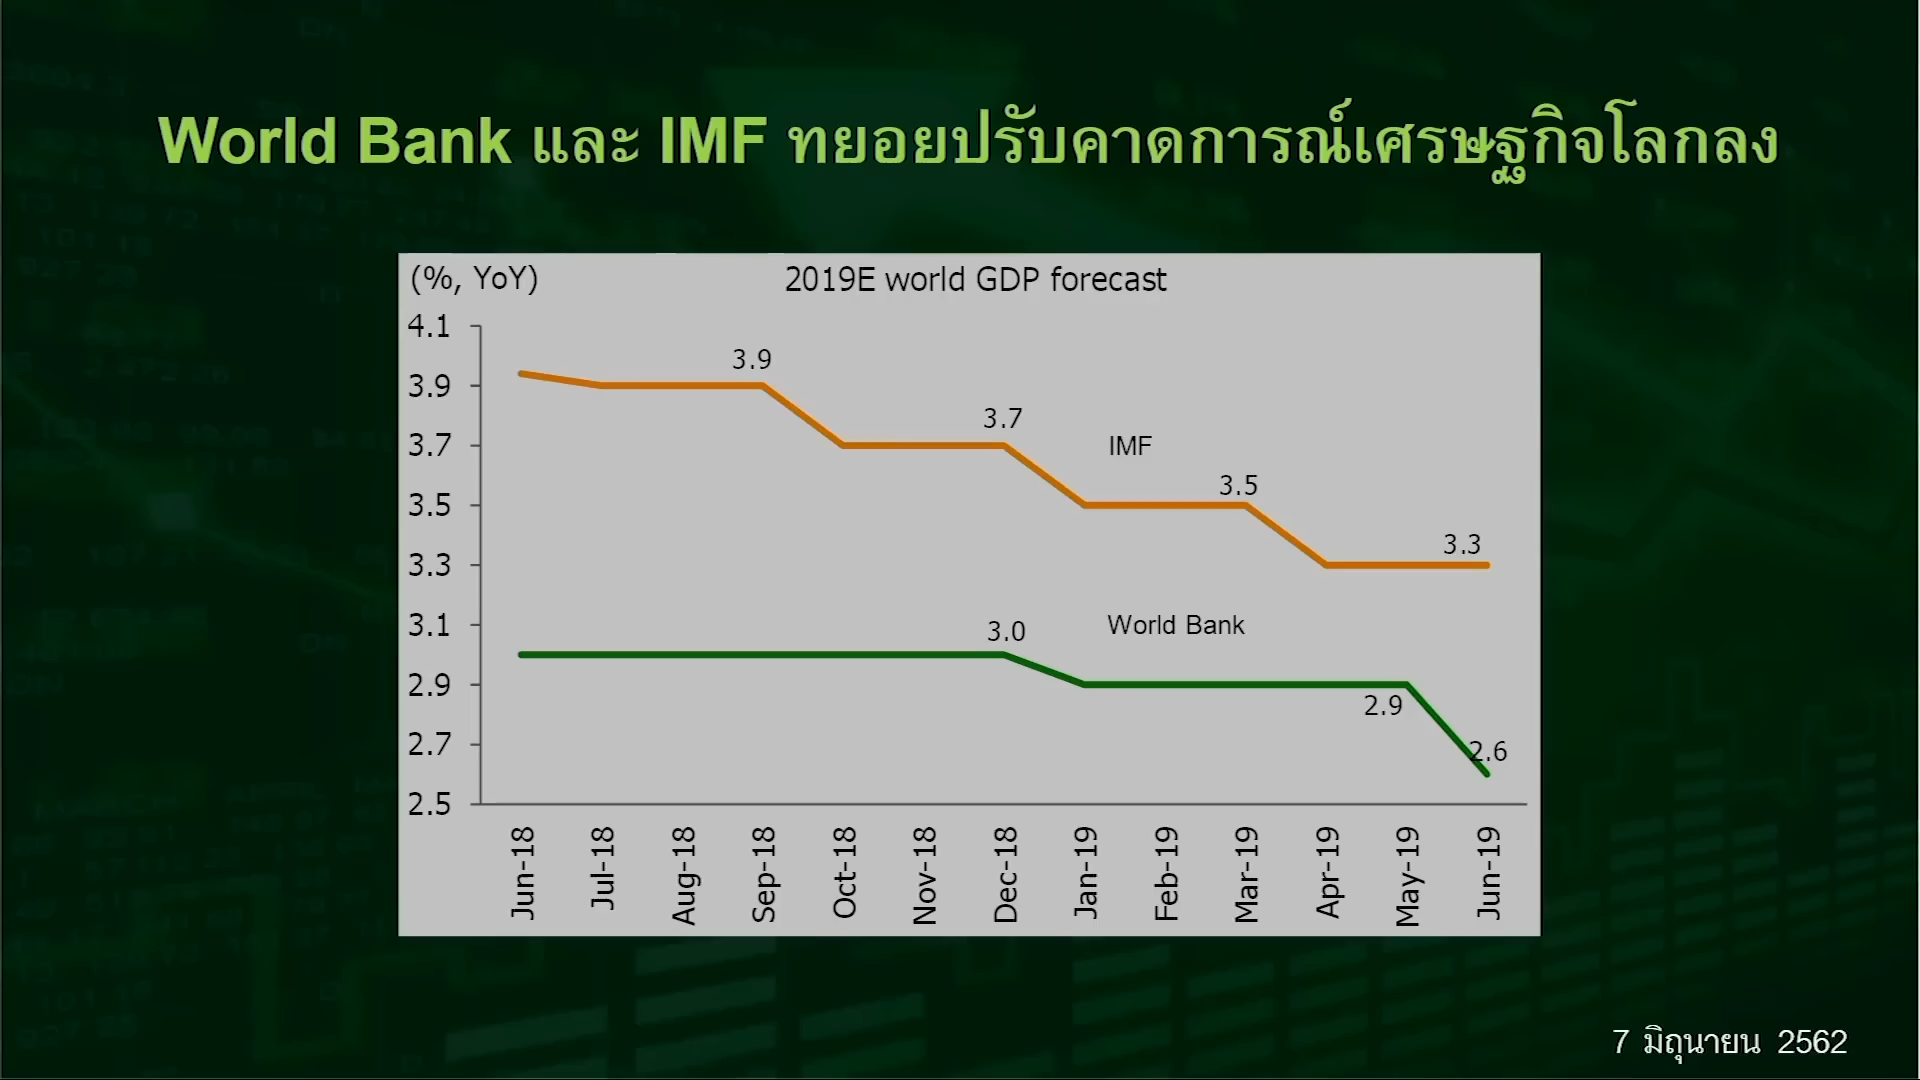 World Bank และ IMF ทยอยปรับคาดการณ์เศรษฐกิจโลกลง
(%, YoY) 2019E world GDP forecast
4.1
3.9
3.7
3.5
3.3
3.1
2.9
2.7
2.5
3.9
3.7
IMF
3.5
3.3
3.0
World Bank
2.9
2.6
Jun-18 Jul-18 Aug-18 Sep-18 Oct-18 Nov-18 Dec-18 Jan-19 Feb-19 Mar-19 Apr-19 May-19 Jun-19
7 มิถุนายน 2562